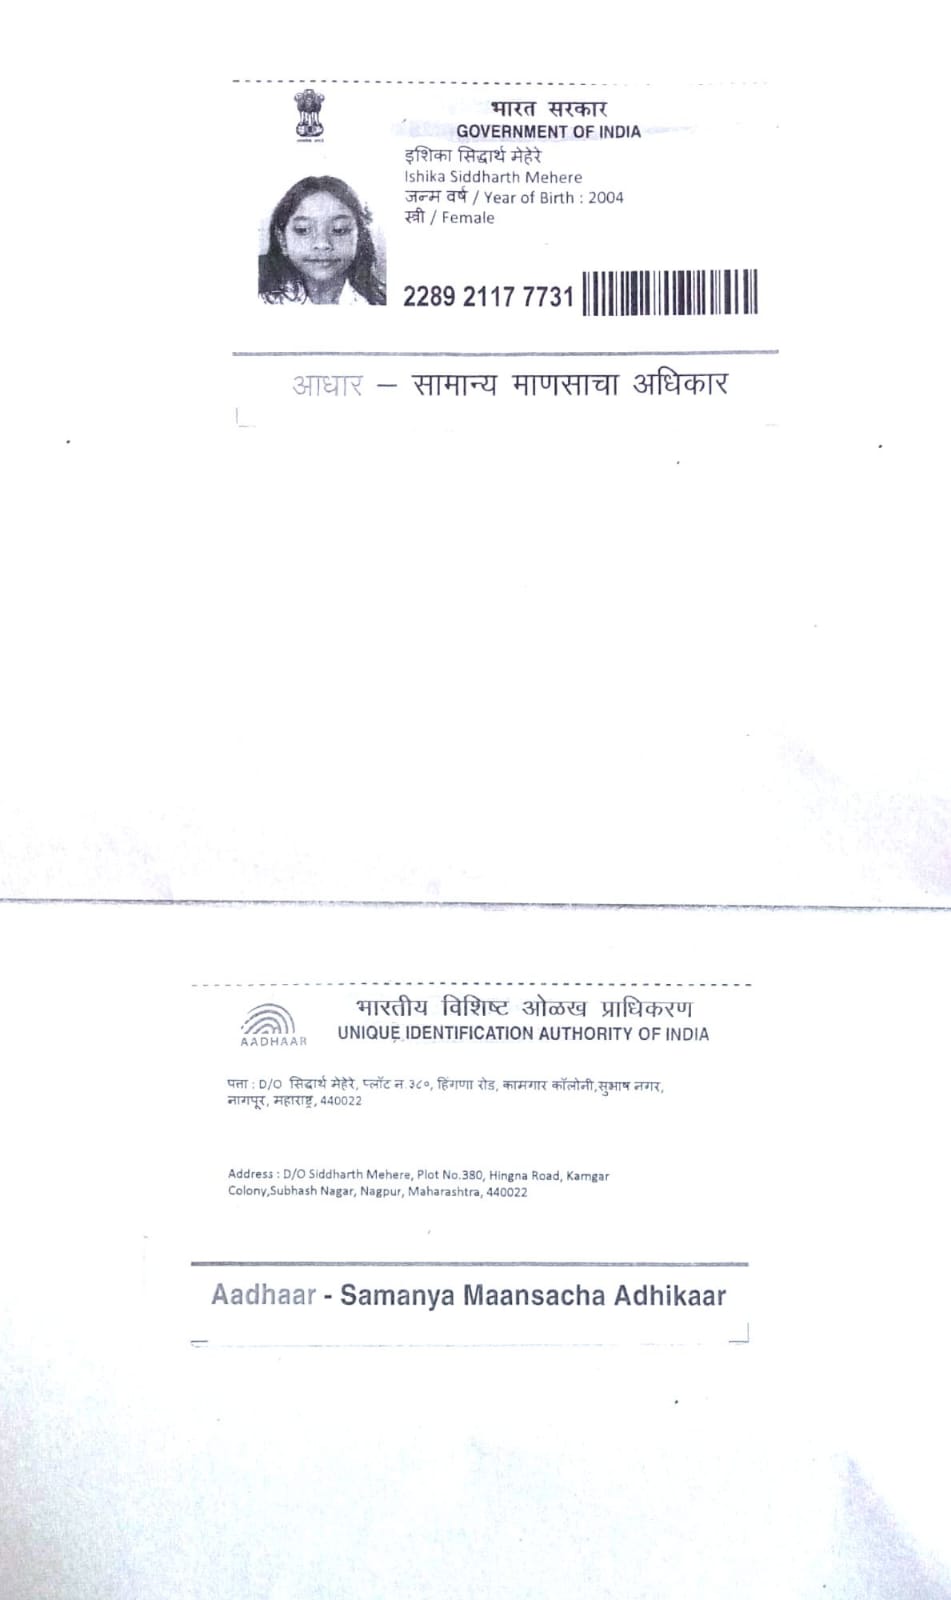 भारत सरकार
GOVERNMENT OF INDIA
इशिका सिद्धार्थ मेहेरे
Ishika Siddharth Mehere
जन्म वर्ष / Year of Birth : 2004
स्त्री / Female
2289 2117 7731
आधार – सामान्य माणसाचा अधिकार
भारतीय विशिष्ट ओळख प्राधिकरण
AADHAAR
UNIQUE IDENTIFICATION AUTHORITY OF INDIA
पत्ता : D/O सिद्धार्थ मेहेरे, प्लॉट न.३८०, हिंगणा रोड, कामगार कॉलोनी,सुभाष नगर,
नागपूर, महाराष्ट्र, 440022
Address : D/O Siddharth Mehere, Plot No.380, Hingna Road, Kamgar
Colony,Subhash Nagar, Nagpur, Maharashtra, 440022
Aadhaar - Samanya Maansacha Adhikaar